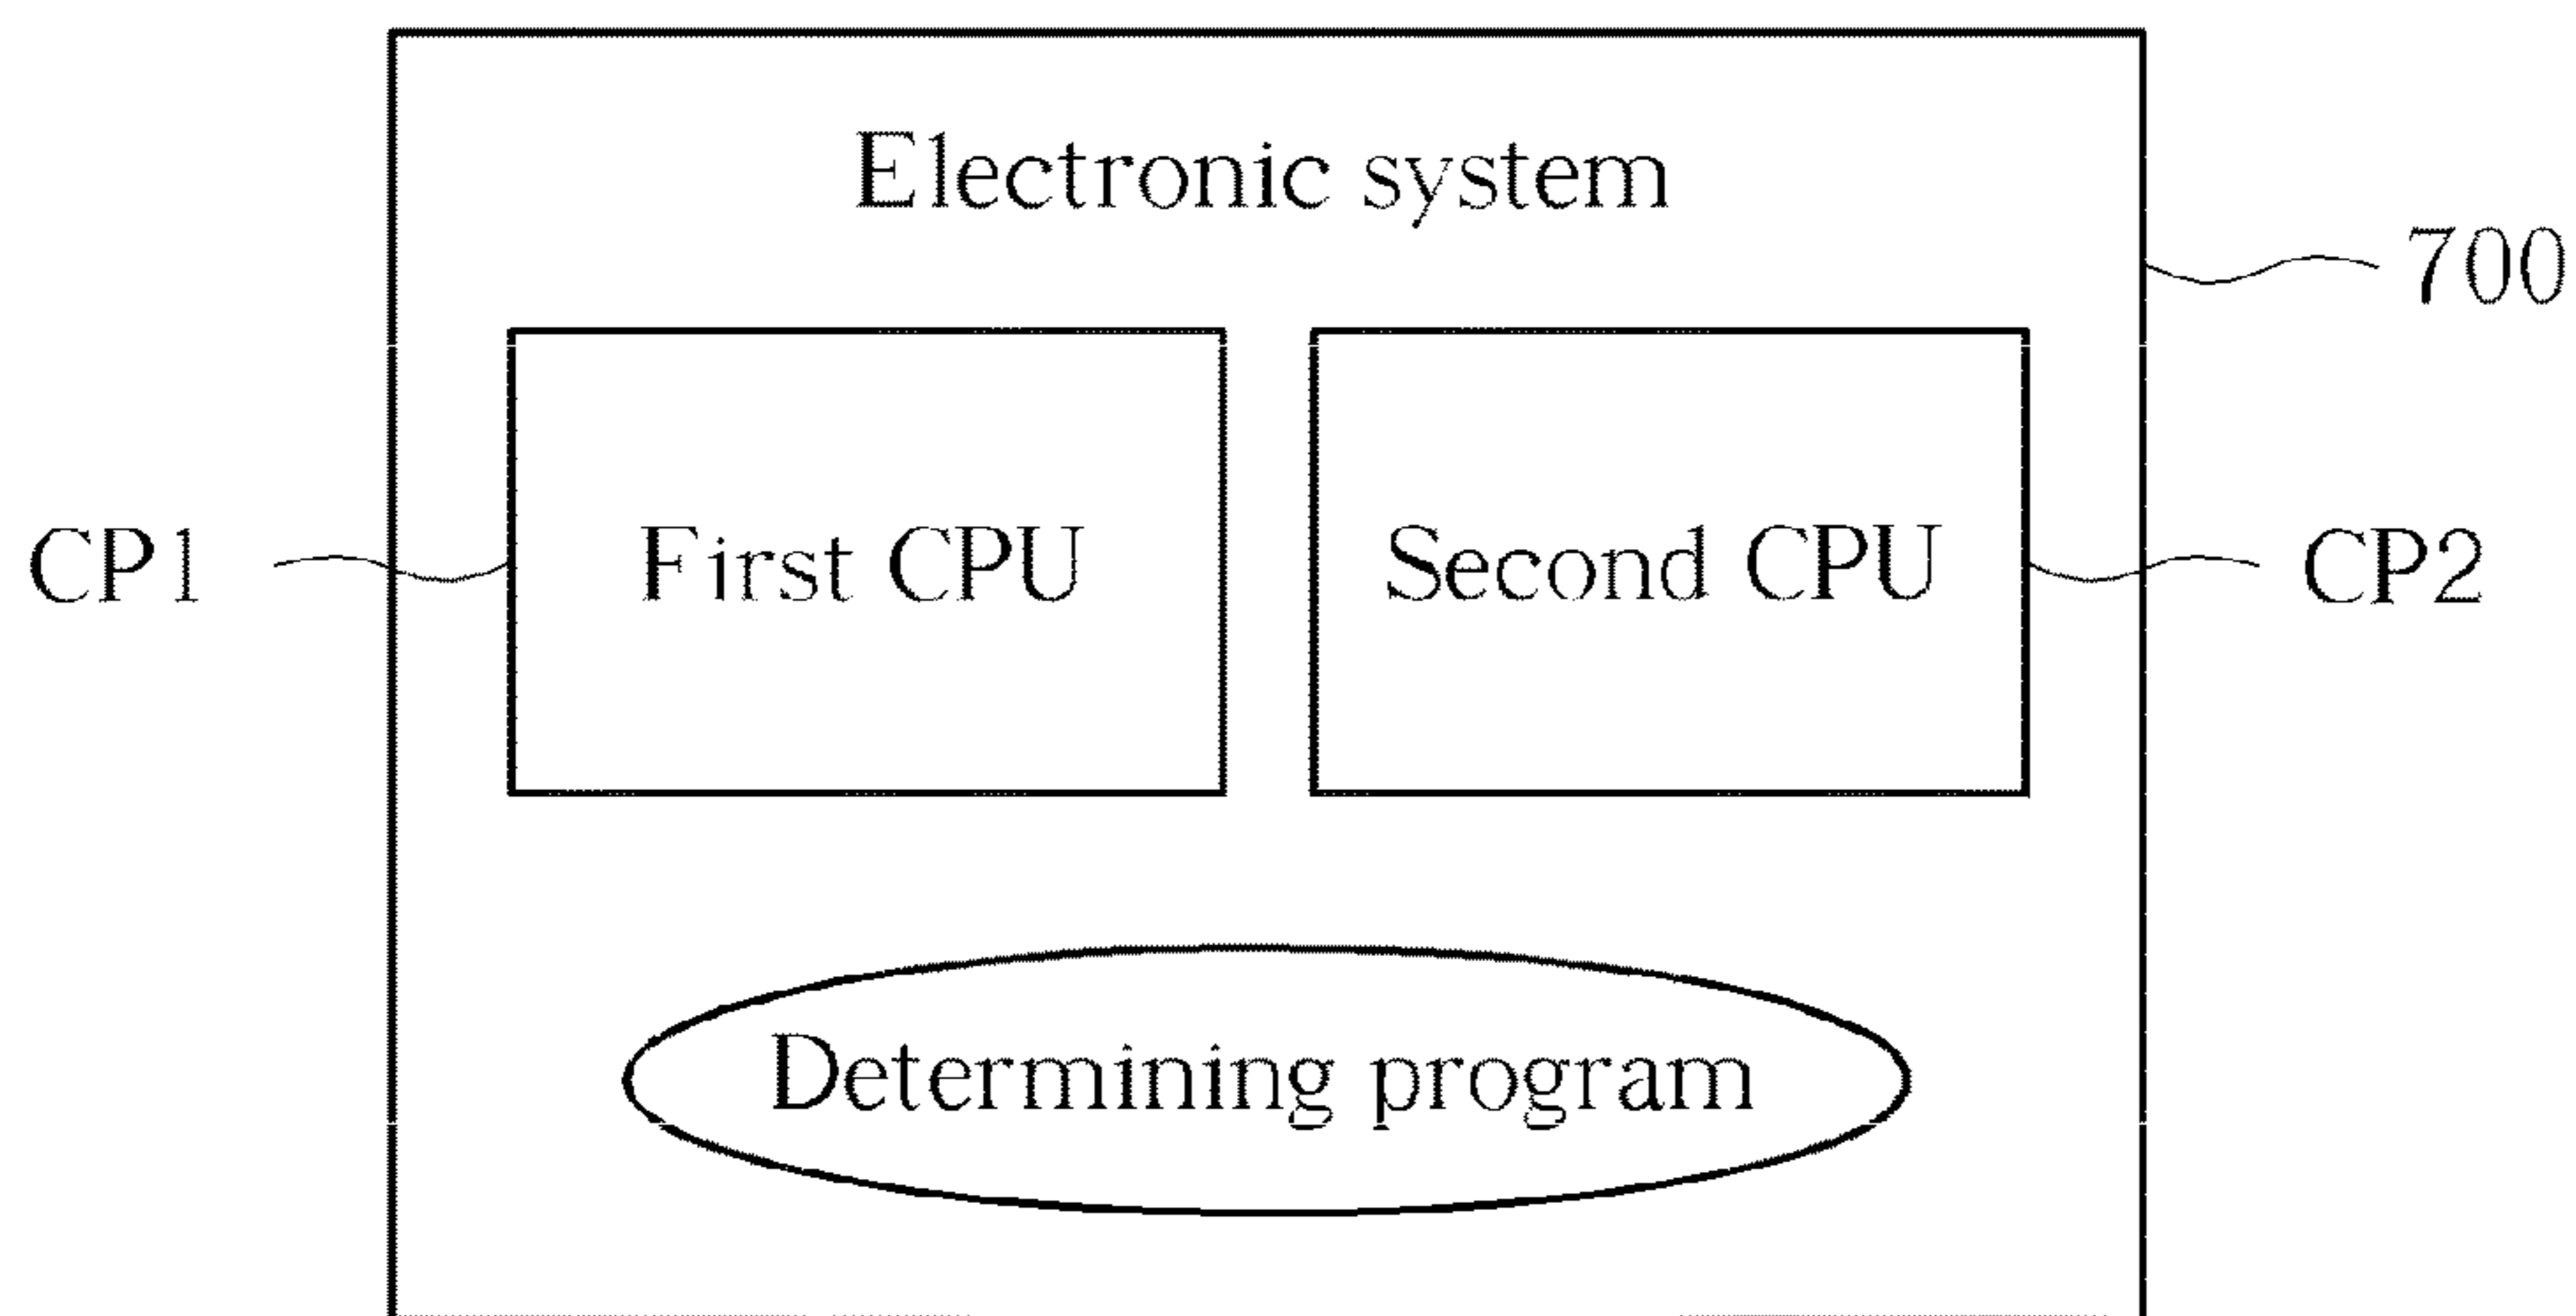 Electronic system
700
CP1
First CPU
Second CPU
CP2
Determining program